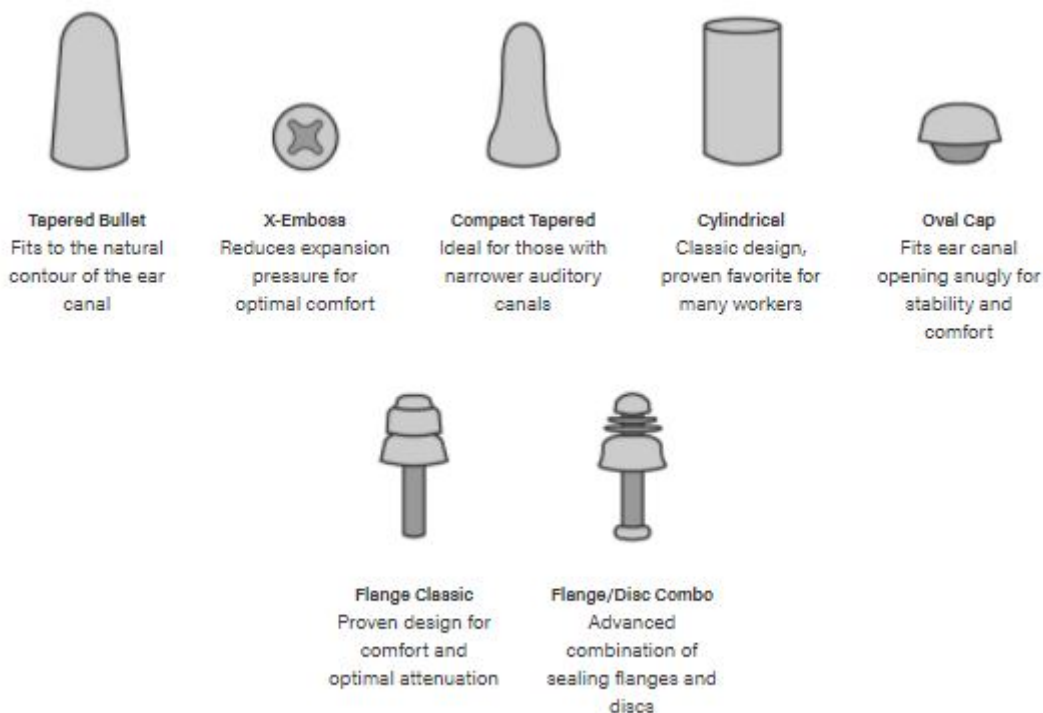 Tapered Bullet
Fits to the natural
contour of the ear
canal
X-Emboss
Reduces expansion
pressure for
optimal comfort
Compact Tapered
Ideal for those with
narrower auditory
canals
Cylindrical
Classic design,
proven favorite for
many workers
Oval Cap
Fits ear canal
opening snugly for
stability and
comfort
Flange Classic
Proven design for
comfort and
optimal attenuation
Flange/Disc Combo
Advanced
combination of
sealing flanges and
discs